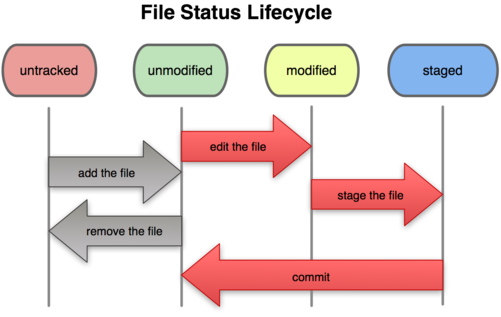 File Status Lifecycle
untracked
unmodified
modified
staged
edit the file
add the file
stage the file
remove the file
commit